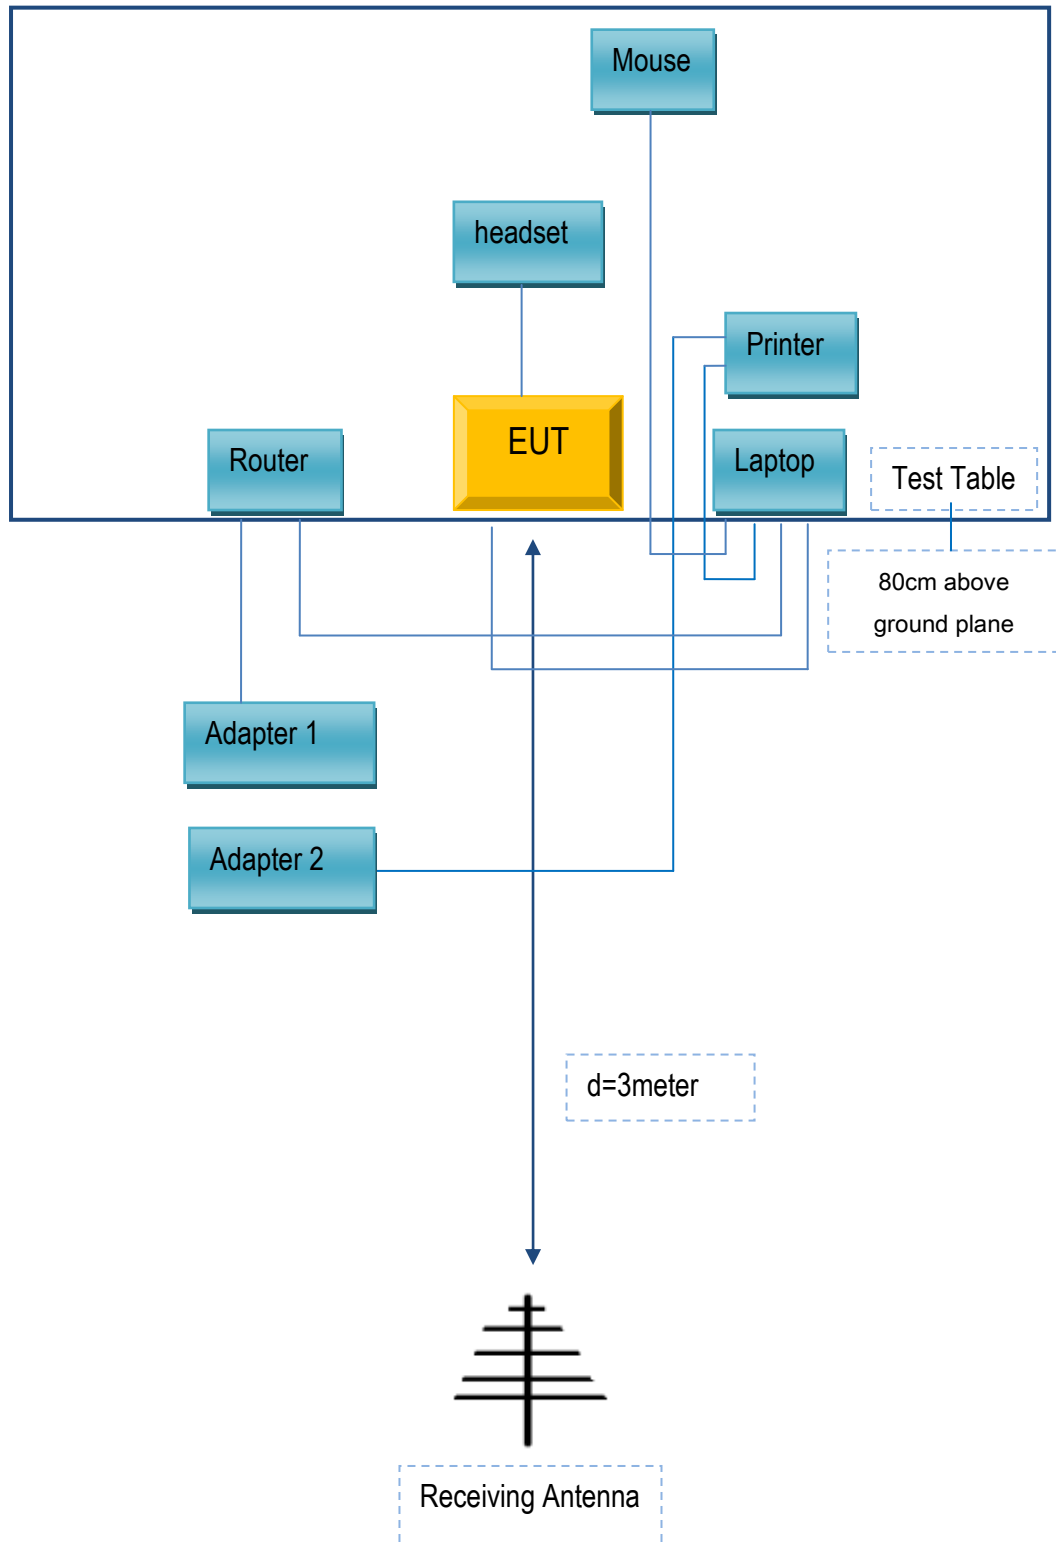 Mouse
headset
Printer
EUT
Router
Laptop
Test Table
80cm above
ground plane
Adapter 1
Adapter 2
d=3meter
Receiving Antenna